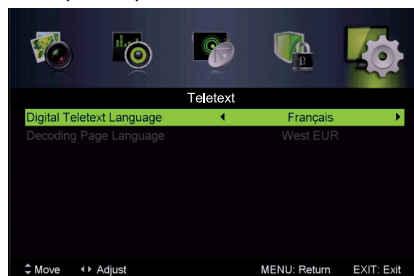 Teletext
Digital Teletext Language Français
Decoding Page Language West EUR
Move Adjust MENU: Return EXIT: Exit